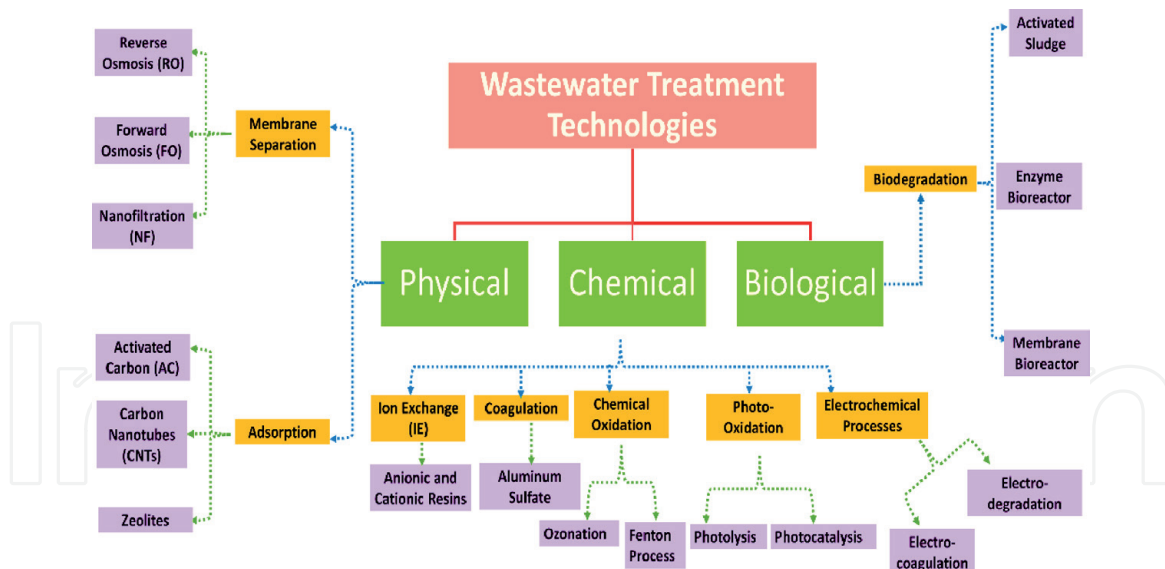 Wastewater Treatment
Technologies
Physical
Chemical
Biological
Membrane
Separation
Reverse
Osmosis (RO)
Forward
Osmosis (FO)
Nanofiltration
(NF)
Adsorption
Activated
Carbon (AC)
Carbon
Nanotubes
(CNTs)
Zeolites
Ion Exchange
(IE)
Anionic and
Cationic Resins
Coagulation
Aluminum
Sulfate
Chemical
Oxidation
Ozonation
Fenton
Process
Photo-
Oxidation
Photolysis
Photocatalysis
Electrochemical
Processes
Electro-
coagulation
Electro-
degradation
Biodegradation
Activated
Sludge
Enzyme
Bioreactor
Membrane
Bioreactor